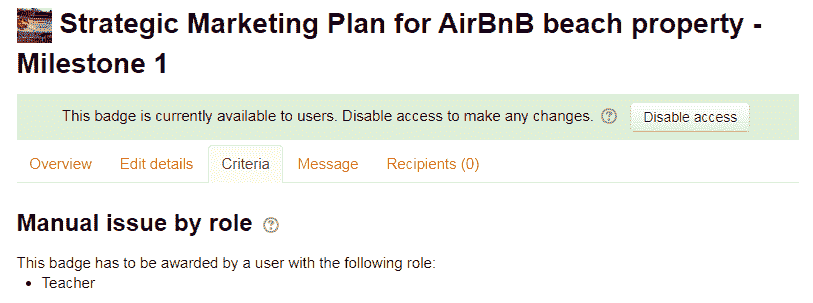 Strategic Marketing Plan for AirBnB beach property -
Milestone 1
This badge is currently available to users. Disable access to make any changes. Disable access
Overview Edit details Criteria Message Recipients (0)
Manual issue by role
This badge has to be awarded by a user with the following role:
• Teacher